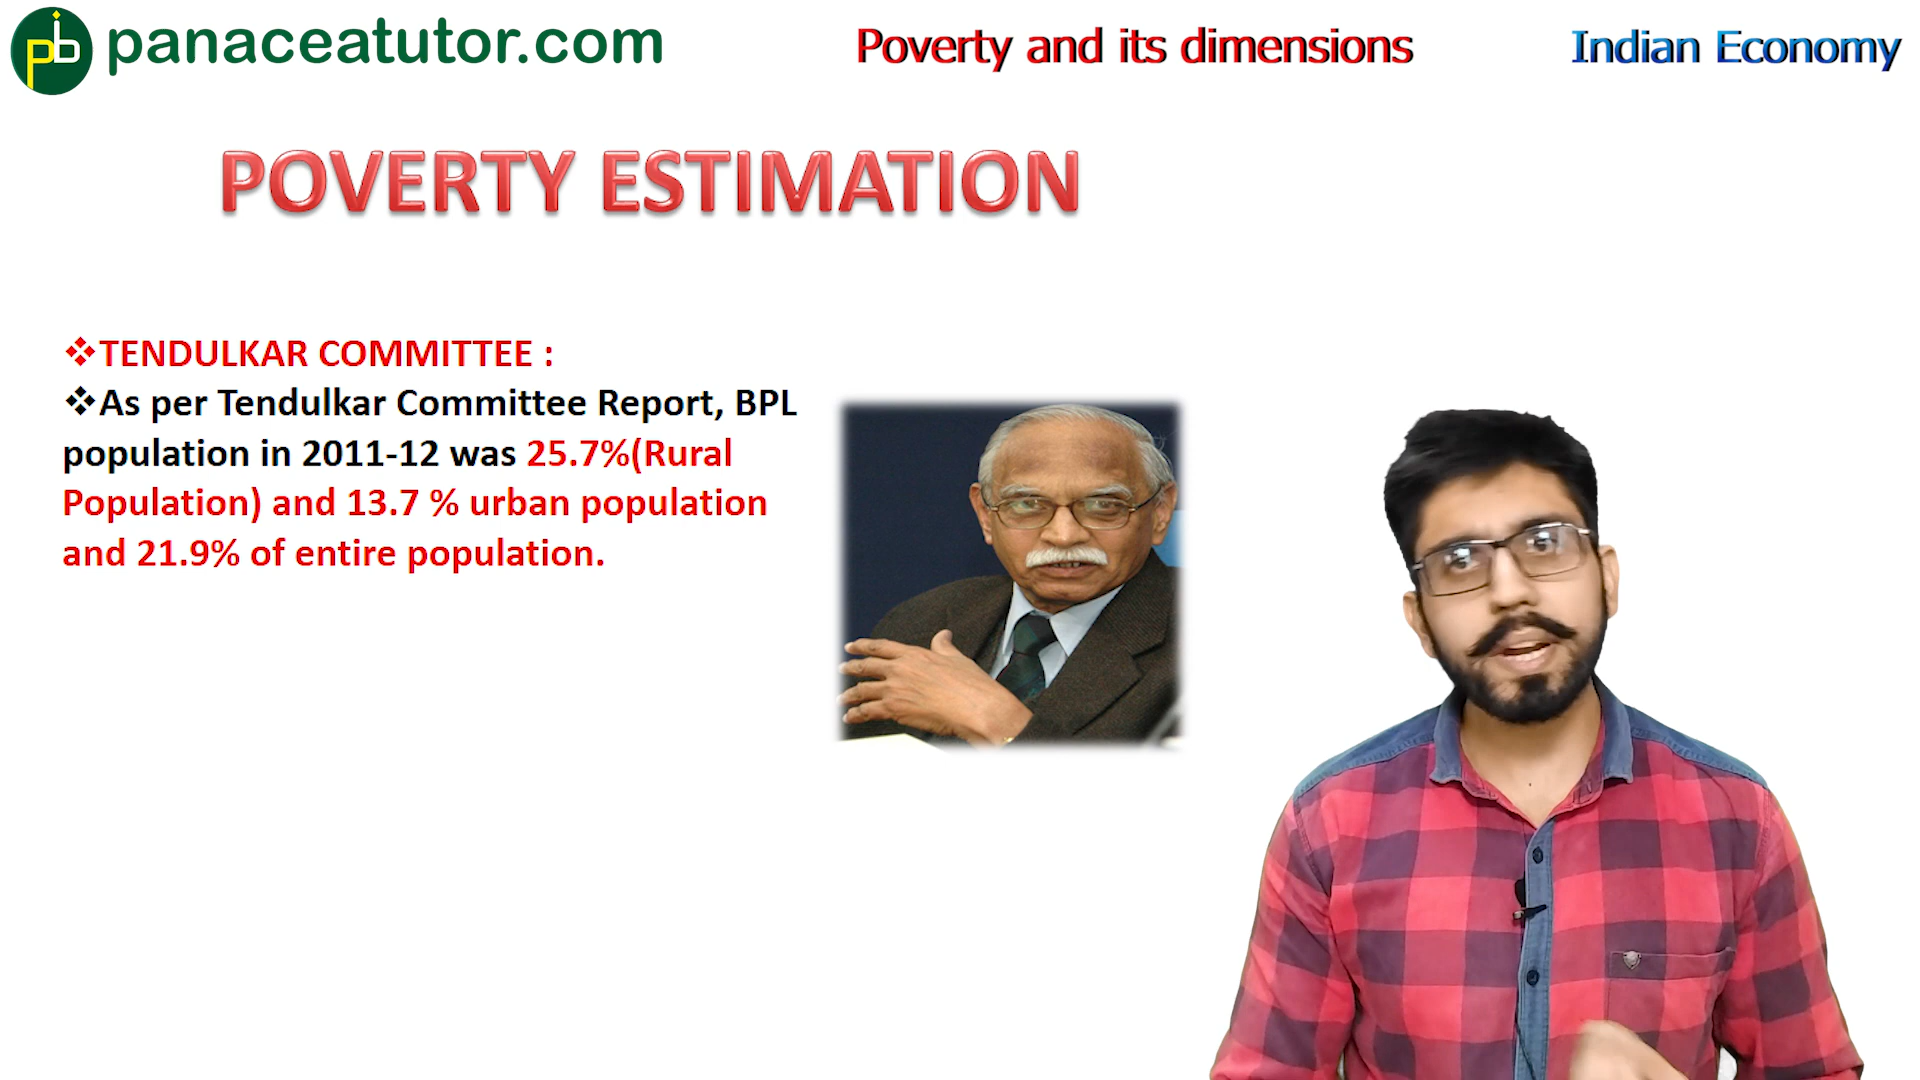 pb panaceatutor.com
Poverty and its dimensions
Indian Economy
POVERTY ESTIMATION
❖TENDULKAR COMMITTEE :
❖As per Tendulkar Committee Report, BPL
population in 2011-12 was 25.7%(Rural
Population) and 13.7 % urban population
and 21.9% of entire population.